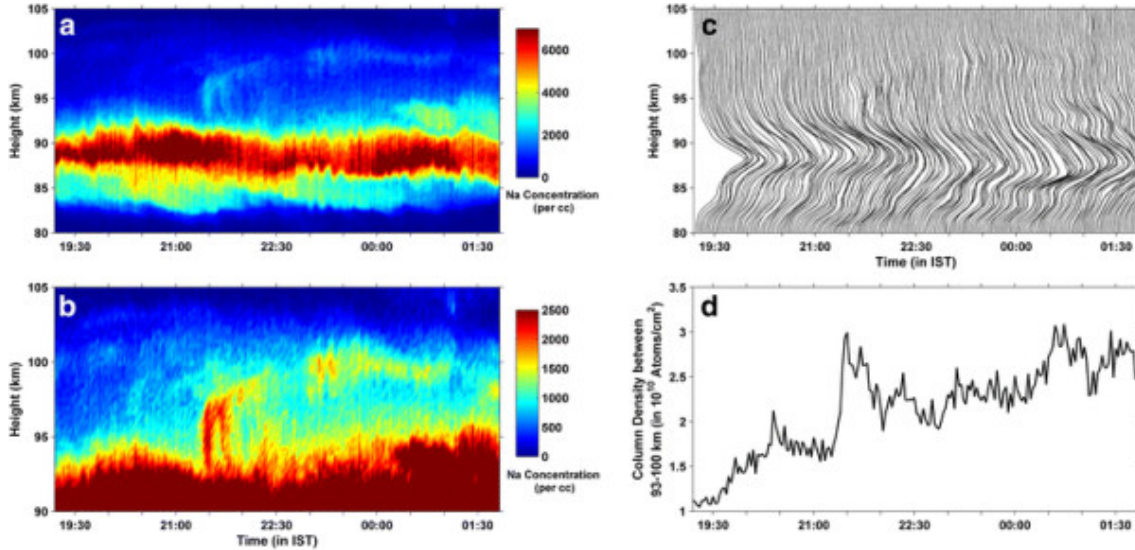 a
105
100
95
90
85
80
Height (km)
19:30 21:00 22:30 00:00 01:30
6000
4000
2000
0
Na Concentration
(per cc)
c
105
100
95
90
85
80
Height (km)
19:30 21:00 22:30 00:00 01:30
Time (in IST)
b
105
100
95
90
Height (km)
19:30 21:00 22:30 00:00 01:30
Time (in IST)
2500
2000
1500
1000
500
0
Na Concentration
(per cc)
d
3.5
3
2.5
2
1.5
1
Column Density between
93-100 km (in 10¹⁰ Atoms/cm²)
19:30 21:00 22:30 00:00 01:30
Time (in IST)